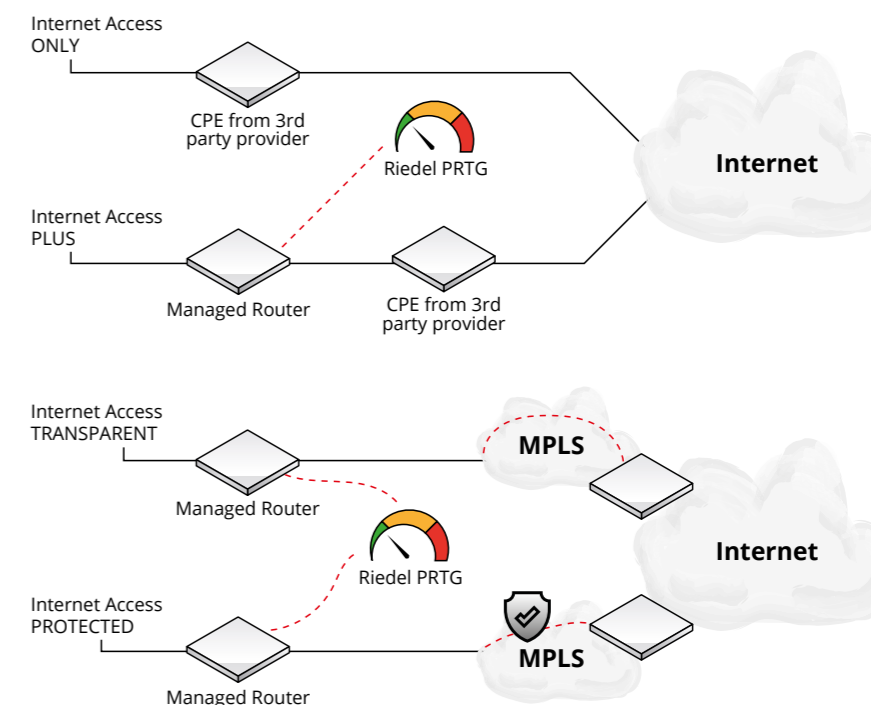 Internet Access
ONLY
CPE from 3rd
party provider
Riedel PRTG
Internet
Internet Access
PLUS
Managed Router
CPE from 3rd
party provider
Internet Access
TRANSPARENT
MPLS
Managed Router
Riedel PRTG
Internet
Internet Access
PROTECTED
MPLS
Managed Router